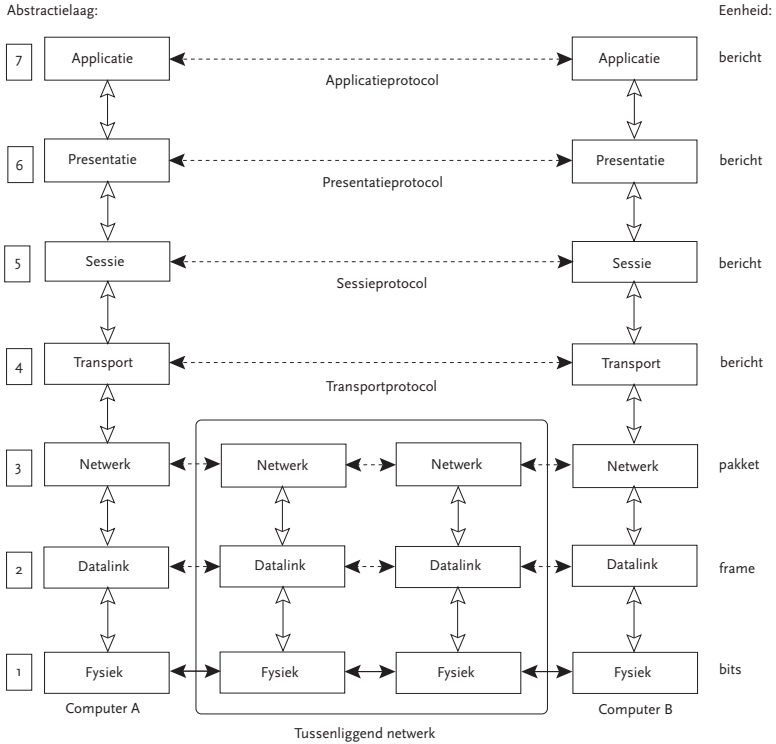 Abstractielaag:
Eenheid:
7
Applicatie
Applicatie
bericht
Applicatieprotocol
6
Presentatie
Presentatie
bericht
Presentatieprotocol
5
Sessie
Sessie
bericht
Sessieprotocol
4
Transport
Transport
bericht
Transportprotocol
3
Netwerk
Netwerk
Netwerk
Netwerk
pakket
2
Datalink
Datalink
Datalink
Datalink
frame
1
Fysiek
Fysiek
Fysiek
Fysiek
bits
Computer A
Computer B
Tussenliggend netwerk